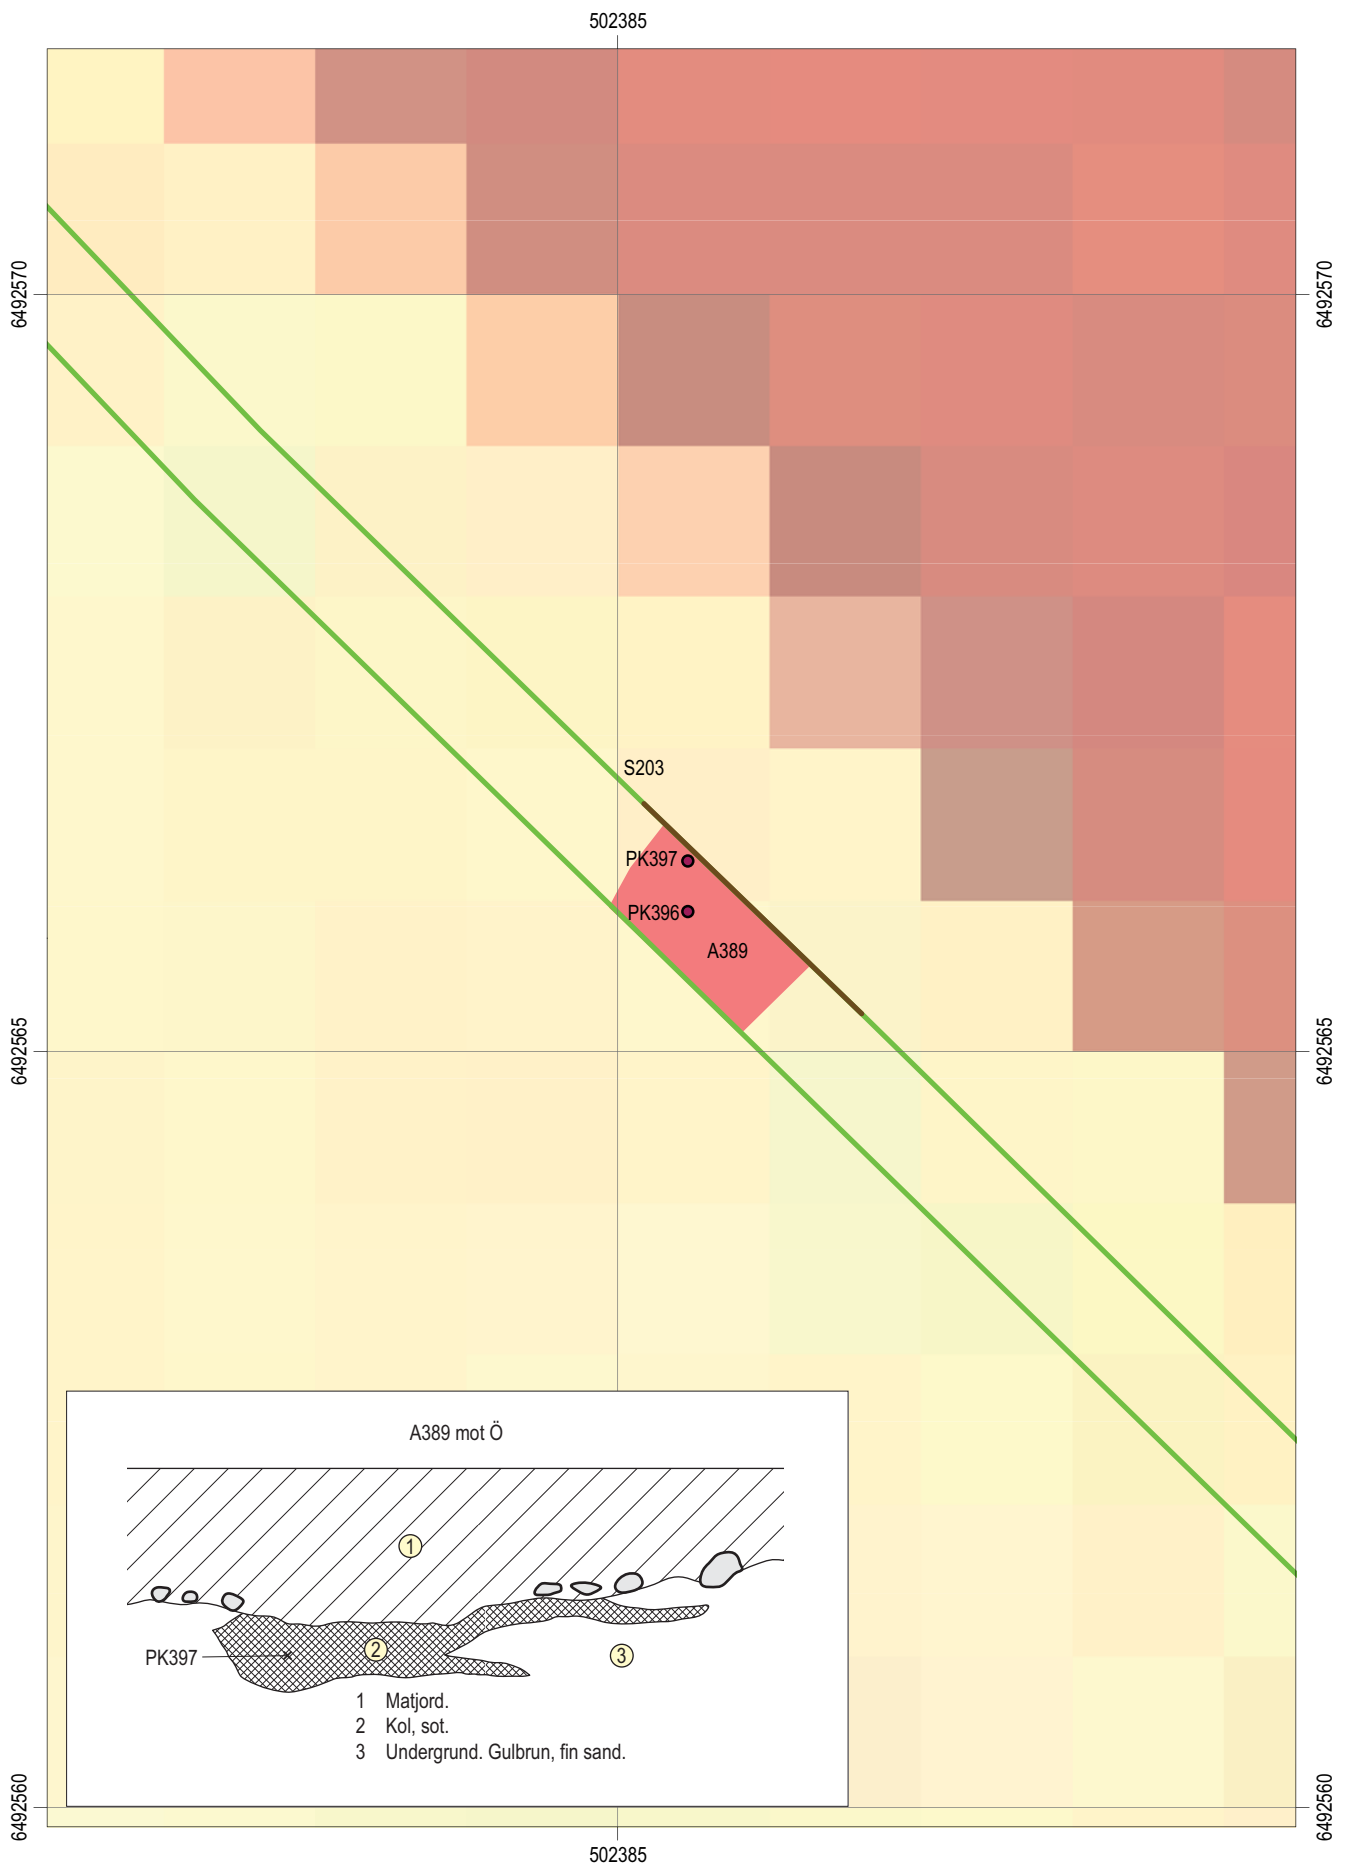 502385
6492570
6492570
S203
PK397
PK396
A389
6492565
6492565
A389 mot Ö
1
2
3
PK397
1 Matjord.
2 Kol, sot.
3 Undergrund. Gulbrun, fin sand.
6492560
6492560
502385